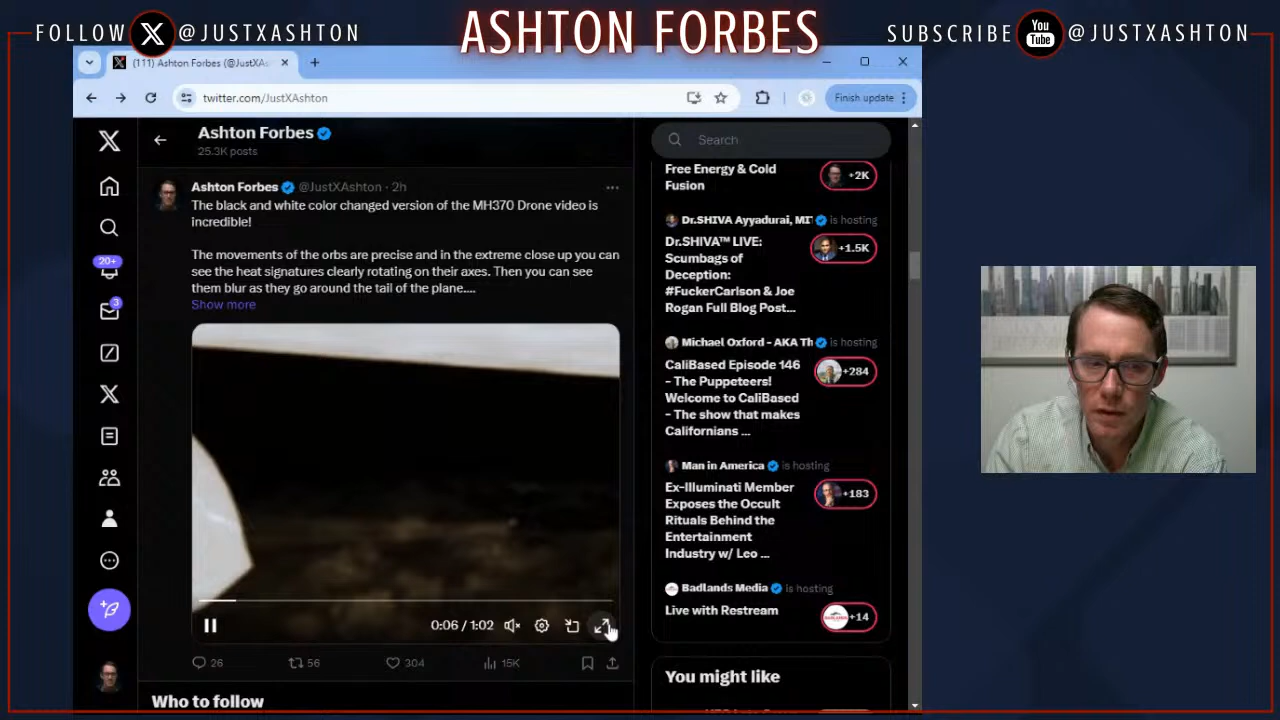 FOLLOW X @JUSTXASHTON
ASHTON FORBES
SUBSCRIBE You Tube @JUSTXASHTON
(111) Ashton Forbes (@JustXAs
twitter.com/JustXAshton
Finish update
Ashton Forbes
25.3K posts
Search
Ashton Forbes @JustXAshton · 2h
The black and white color changed version of the MH370 Drone video is
incredible!
The movements of the orbs are precise and in the extreme close up you can
see the heat signatures clearly rotating on their axes. Then you can see
them blur as they go around the tail of the plane....
Show more
0:06 / 1:02
26
56
304
15K
Who to follow
20+
3
Free Energy & Cold
Fusion
+2K
Dr.SHIVA Ayyadurai, MI is hosting
Dr.SHIVA™ LIVE:
Scumbags of
Deception:
#FuckerCarlson & Joe
Rogan Full Blog Post...
+1.5K
Michael Oxford - AKA Th is hosting
CaliBased Episode 146
- The Puppeteers!
Welcome to CaliBased
- The show that makes
Californians ...
+284
Man in America is hosting
Ex-Illuminati Member
Exposes the Occult
Rituals Behind the
Entertainment
Industry w/ Leo ...
+183
Badlands Media is hosting
Live with Restream
+14
You might like